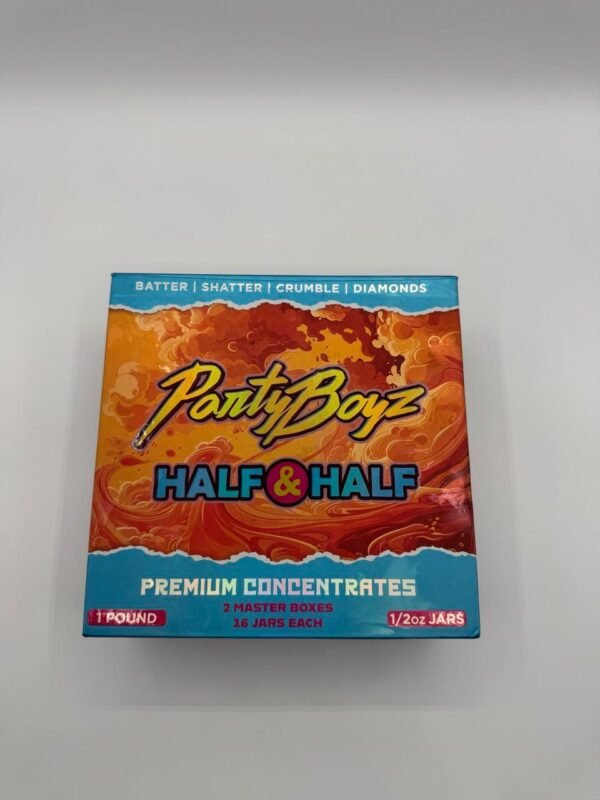 BATTER | SHATTER | CRUMBLE | DIAMONDS
PartyBoyz
HALF & HALF
PREMIUM CONCENTRATES
2 MASTER BOXES
16 JARS EACH
1 POUND
1/2oz JARS